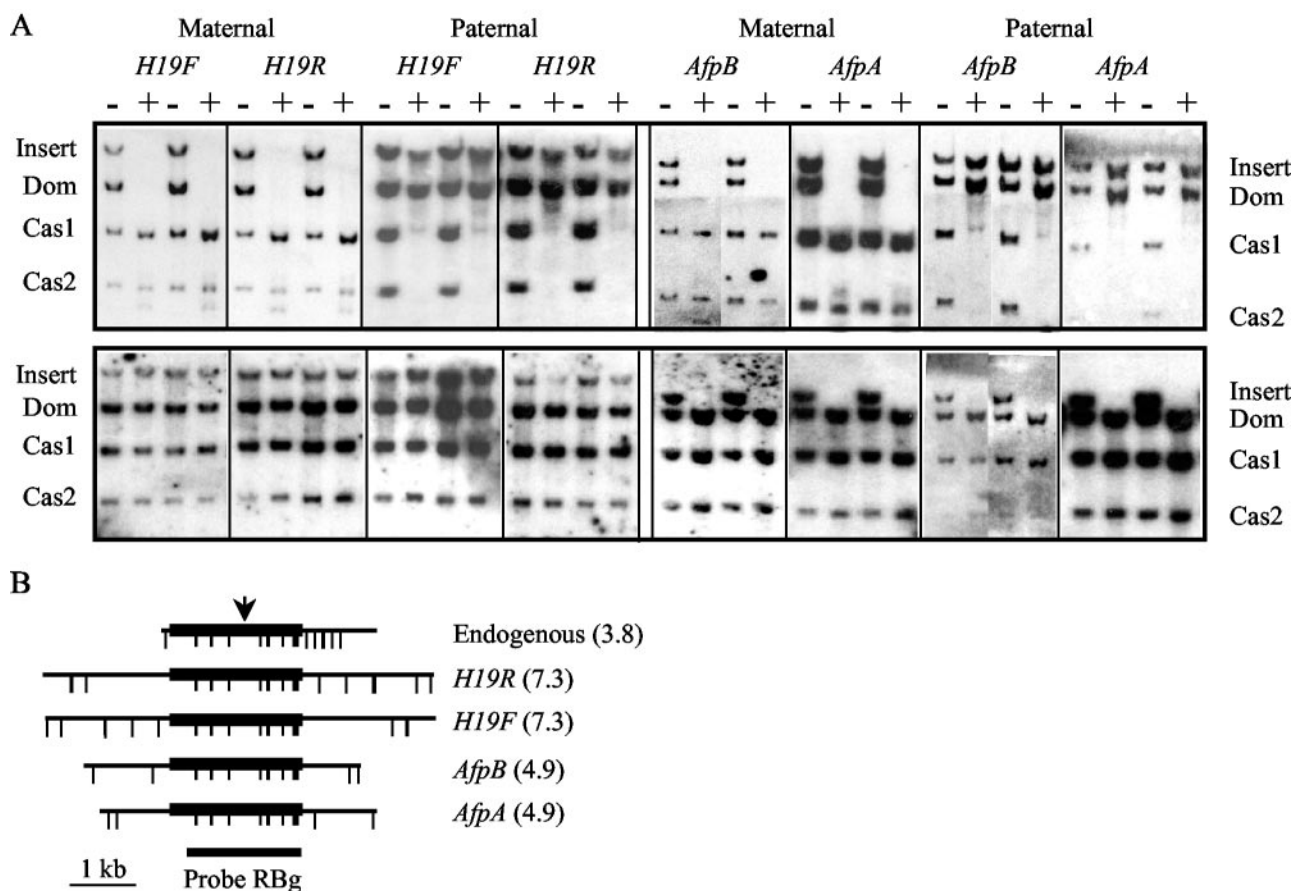 A
Maternal Paternal Maternal Paternal
H19F H19R H19F H19R AfpB AfpA AfpB AfpA
- + - + - + - + - + - + - + - + - + - + - + - + - + - + - + - +
Insert Insert
Dom Dom
Cas1 Cas1
Cas2 Cas2
Insert Insert
Dom Dom
Cas1 Cas1
Cas2 Cas2
B
Endogenous (3.8)
H19R (7.3)
H19F (7.3)
AfpB (4.9)
AfpA (4.9)
1 kb Probe RBg